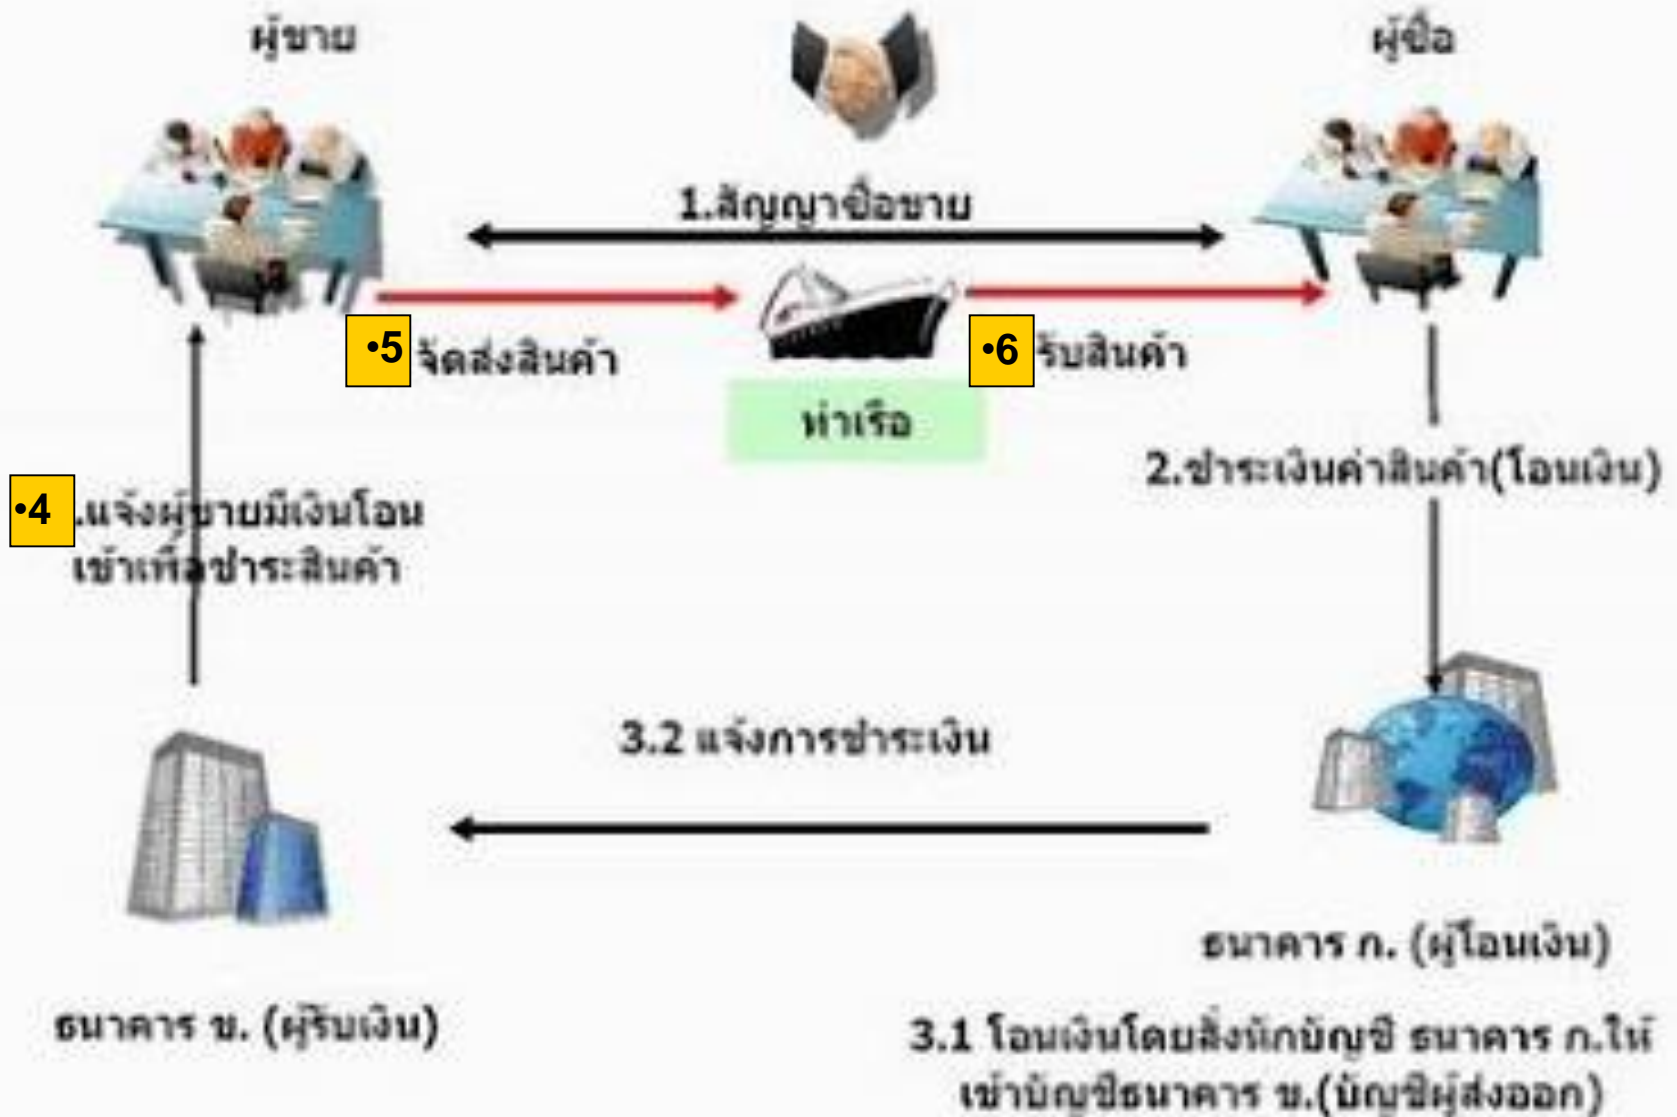 ผู้ขาย
ผู้ซื้อ
1.สัญญาซื้อขาย
•5 จัดส่งสินค้า
•6 รับสินค้า
ท่าเรือ
2.ชำระเงินค่าสินค้า(โอนเงิน)
•4 .แจ้งผู้ขายมีเงินโอน
เข้าเพื่อชำระสินค้า
3.2 แจ้งการชำระเงิน
ธนาคาร ก. (ผู้โอนเงิน)
ธนาคาร ข. (ผู้รับเงิน)
3.1 โอนเงินโดยสั่งหักบัญชี ธนาคาร ก.ให้
เข้าบัญชีธนาคาร ข.(บัญชีผู้ส่งออก)